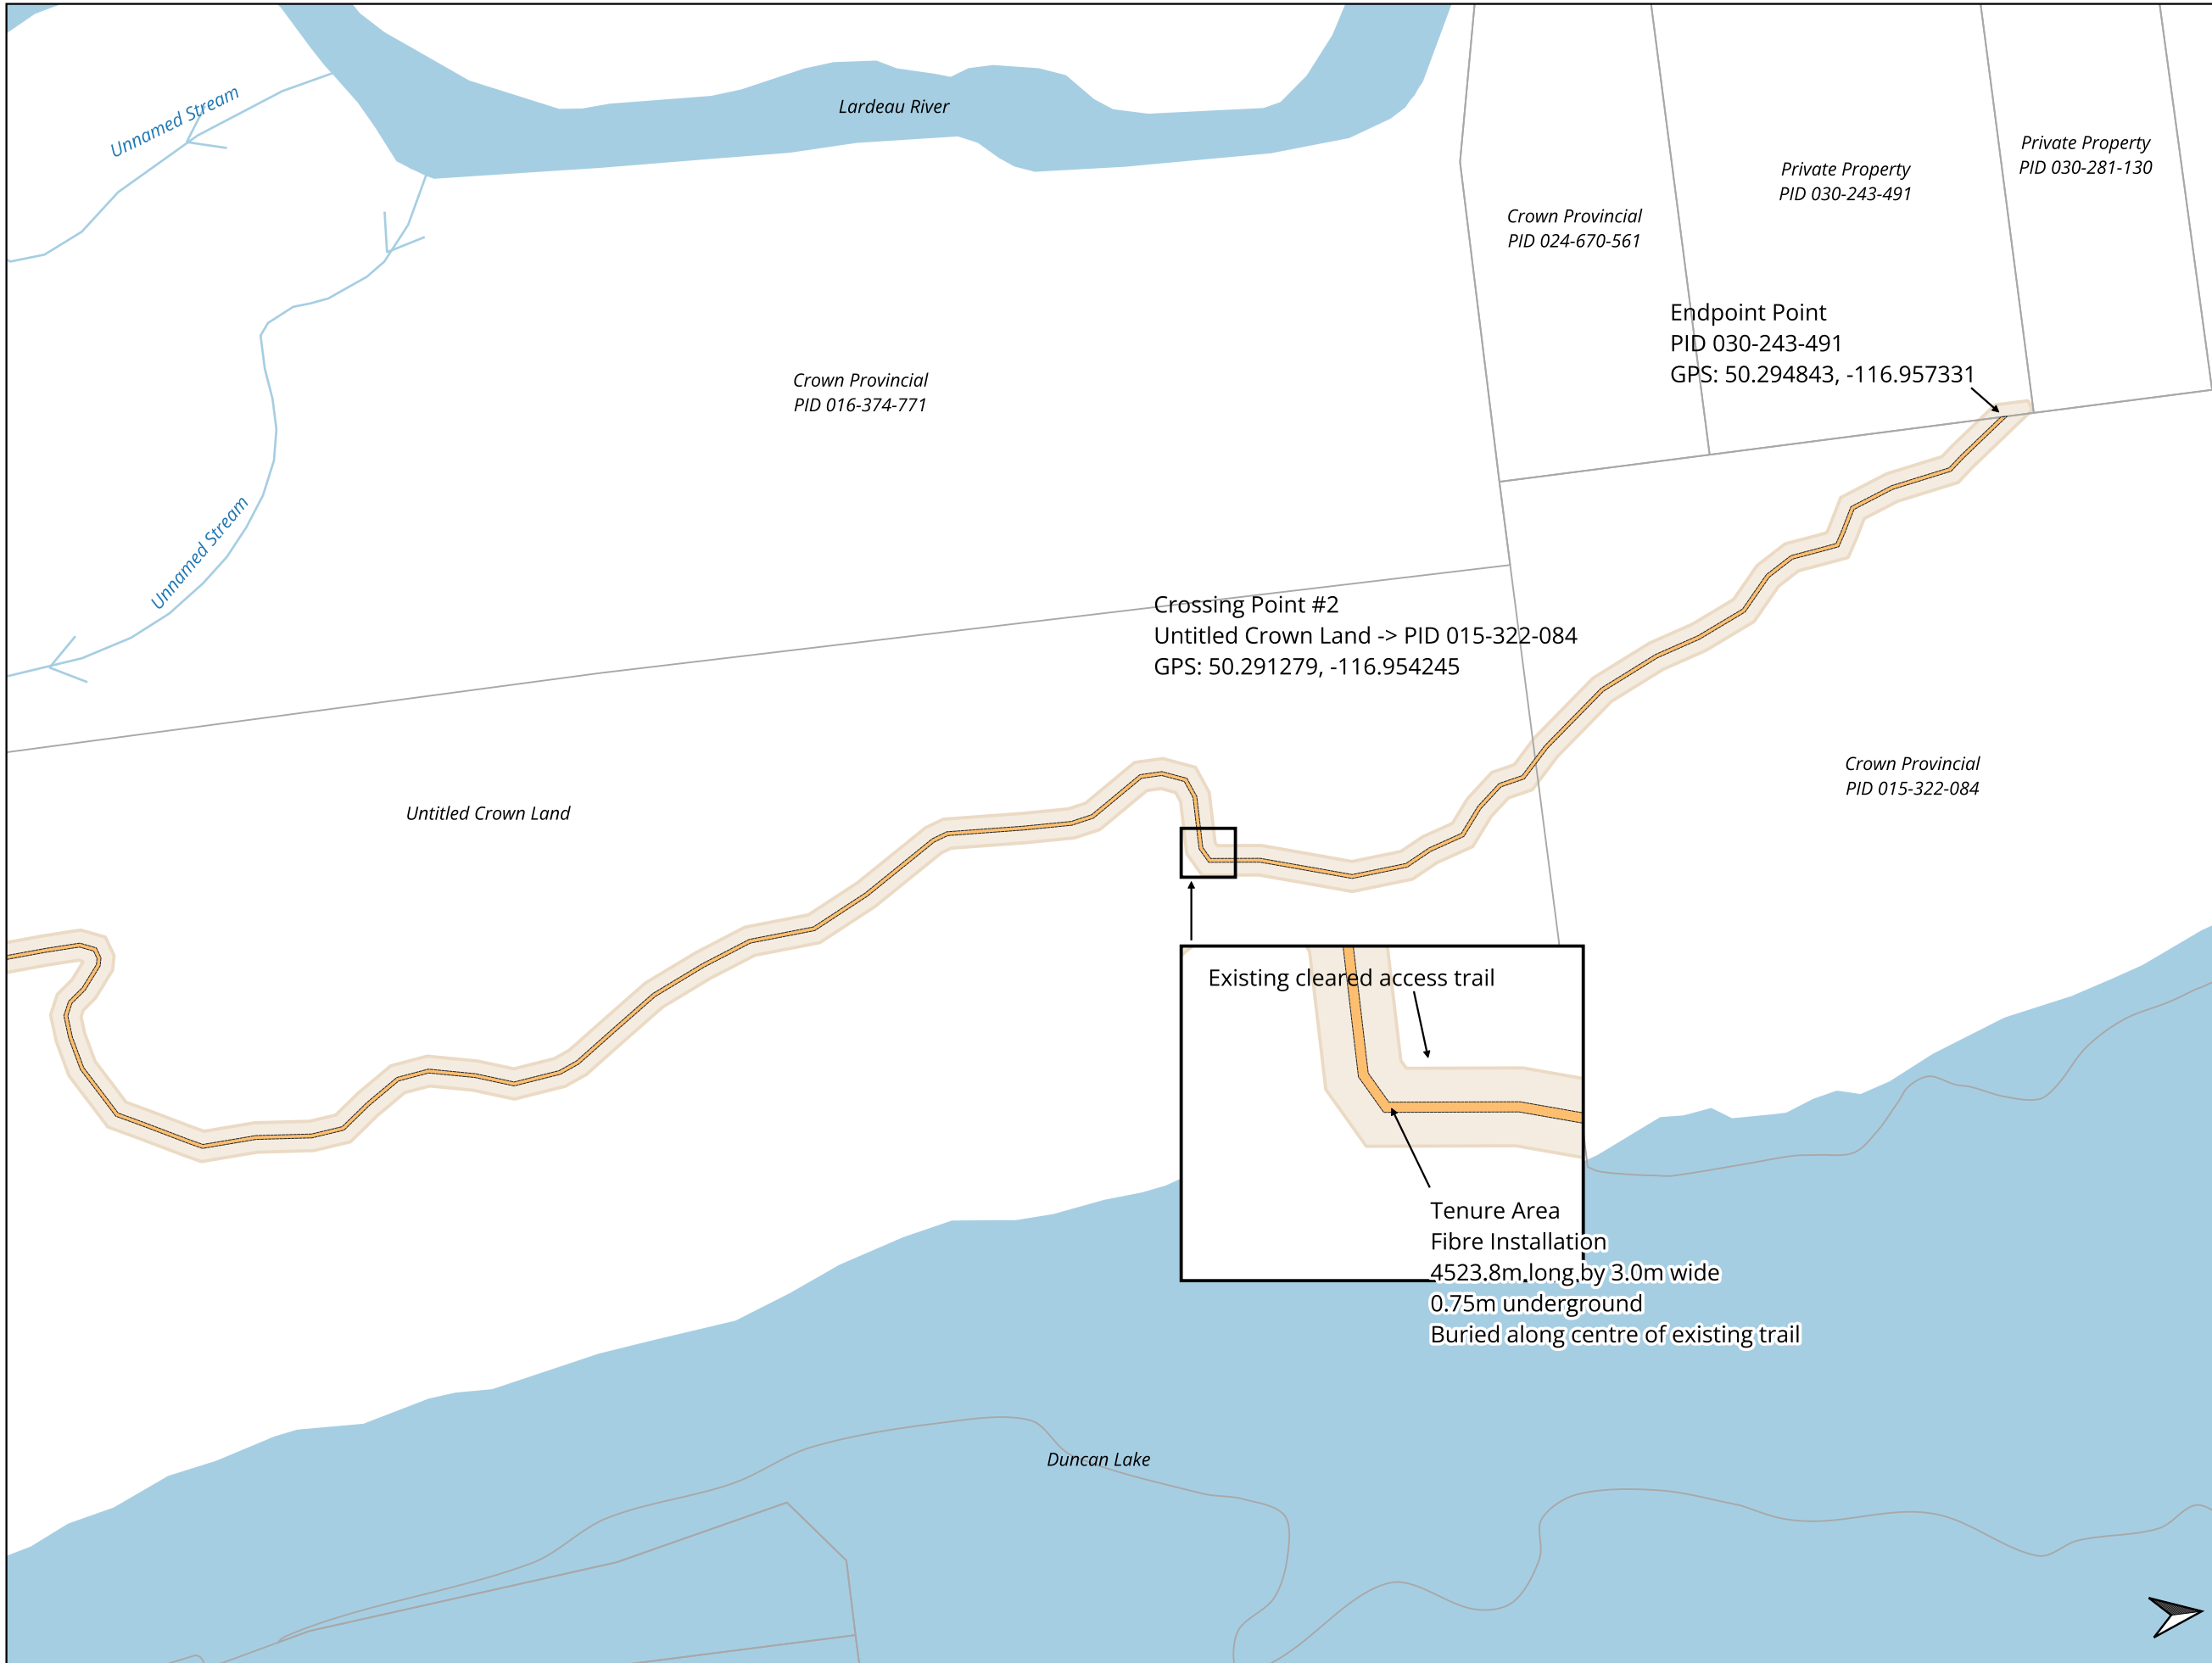 Unnamed Stream
Lardeau River
Private Property
PID 030-281-130
Private Property
PID 030-243-491
Crown Provincial
PID 024-670-561
Endpoint Point
PID 030-243-491
GPS: 50.294843, -116.957331
Crown Provincial
PID 016-374-771
Unnamed Stream
Crossing Point #2
Untitled Crown Land -> PID 015-322-084
GPS: 50.291279, -116.954245
Crown Provincial
PID 015-322-084
Untitled Crown Land
Existing cleared access trail
Tenure Area
Fibre Installation
4523.8m long by 3.0m wide
0.75m underground
Buried along centre of existing trail
Duncan Lake